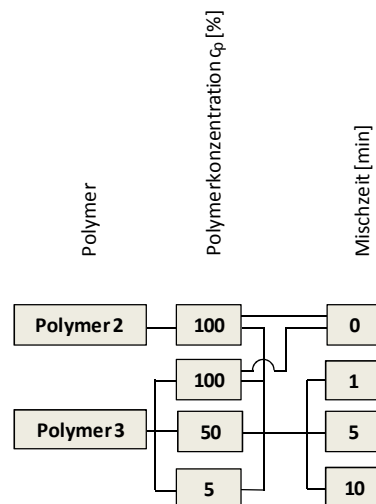 Polymer
Polymerkonzentration cp [%]
Mischzeit [min]
Polymer 2
100
0
100
1
Polymer 3
50
5
5
10